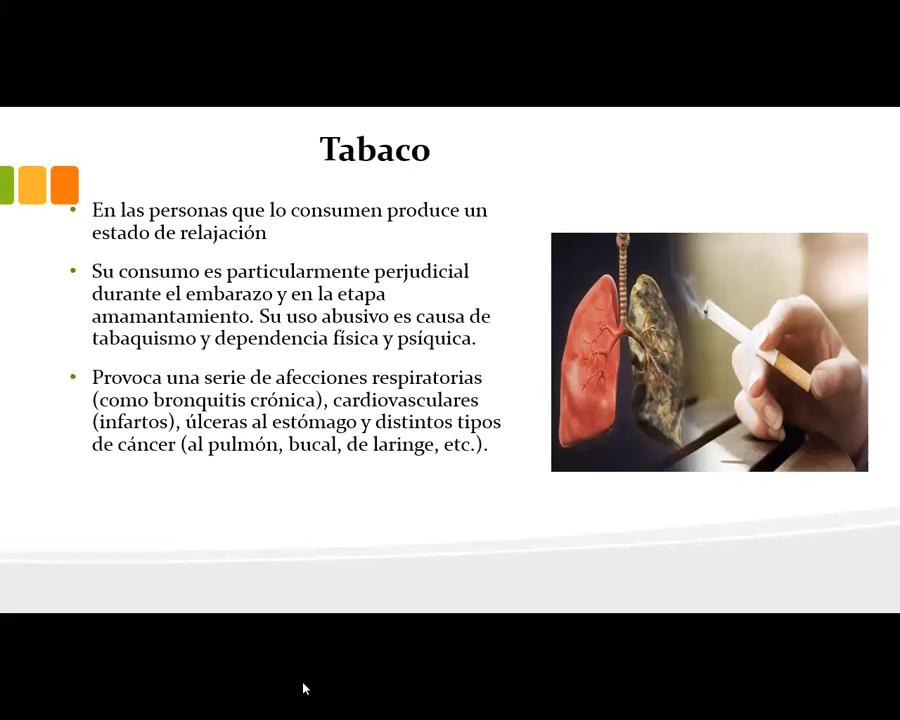 Tabaco
• En las personas que lo consumen produce un
estado de relajación
• Su consumo es particularmente perjudicial
durante el embarazo y en la etapa
amamantamiento. Su uso abusivo es causa de
tabaquismo y dependencia física y psíquica.
• Provoca una serie de afecciones respiratorias
(como bronquitis crónica), cardiovasculares
(infartos), úlceras al estómago y distintos tipos
de cáncer (al pulmón, bucal, de laringe, etc.).